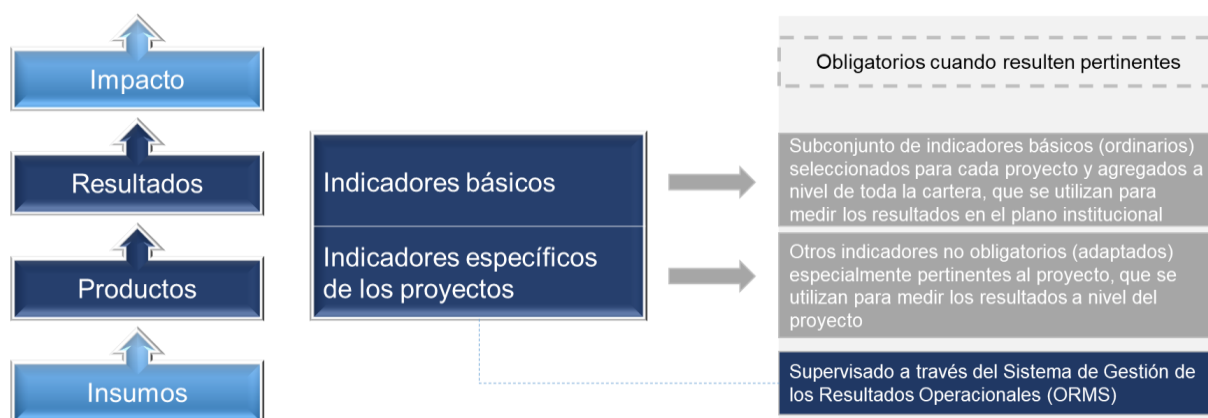 Impacto
Resultados
Productos
Insumos
Indicadores básicos
Indicadores específicos
de los proyectos
Obligatorios cuando resulten pertinentes
Subconjunto de indicadores básicos (ordinarios)
seleccionados para cada proyecto y agregados a
nivel de toda la cartera, que se utilizan para
medir los resultados en el plano institucional
Otros indicadores no obligatorios (adaptados)
especialmente pertinentes al proyecto, que se
utilizan para medir los resultados a nivel del
proyecto
Supervisado a través del Sistema de Gestión de
los Resultados Operacionales (ORMS)